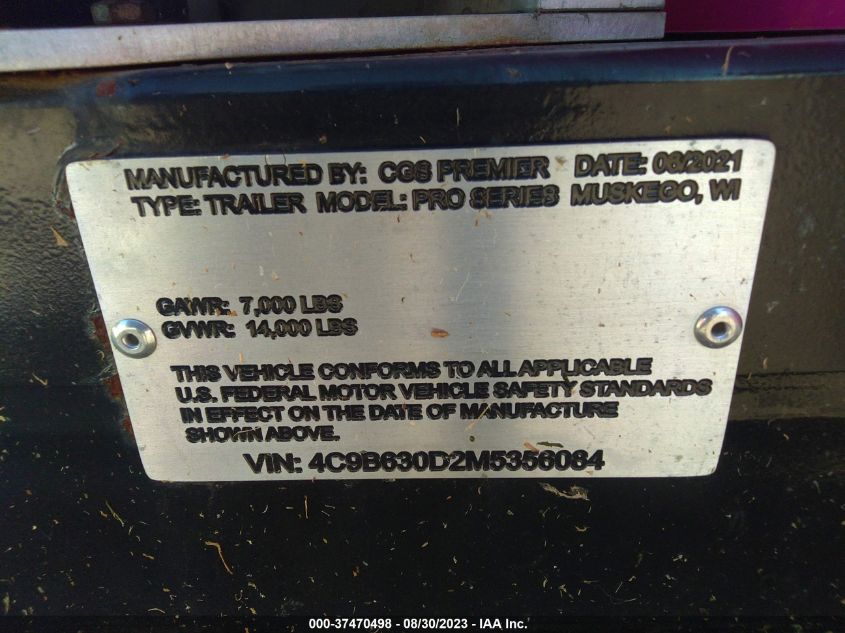 MANUFACTURED BY: CGS PREMIER DATE: 08/2021
TYPE: TRAILER MODEL: PRO SERIES MUSKEGO, WI
GAWR: 7,000 LBS
GVWR: 14,000 LBS
THIS VEHICLE CONFORMS TO ALL APPLICABLE
U.S. FEDERAL MOTOR VEHICLE SAFETY STANDARDS
IN EFFECT ON THE DATE OF MANUFACTURE
SHOWN ABOVE.
VIN: 4C9B630D2M5356084
000-37470498 - 08/30/2023 - IAA Inc.